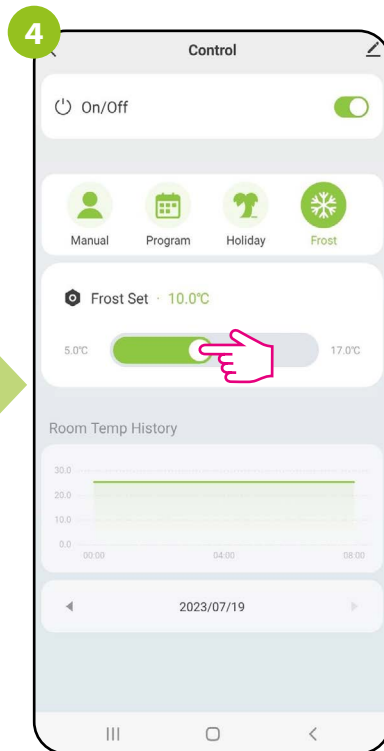 4
Control
On/Off
Manual Program Holiday Frost
Frost Set · 10.0℃
5.0℃ 17.0℃
Room Temp History
30.0
20.0
10.0
0.0
00:00 04:00 08:00
2023/07/19